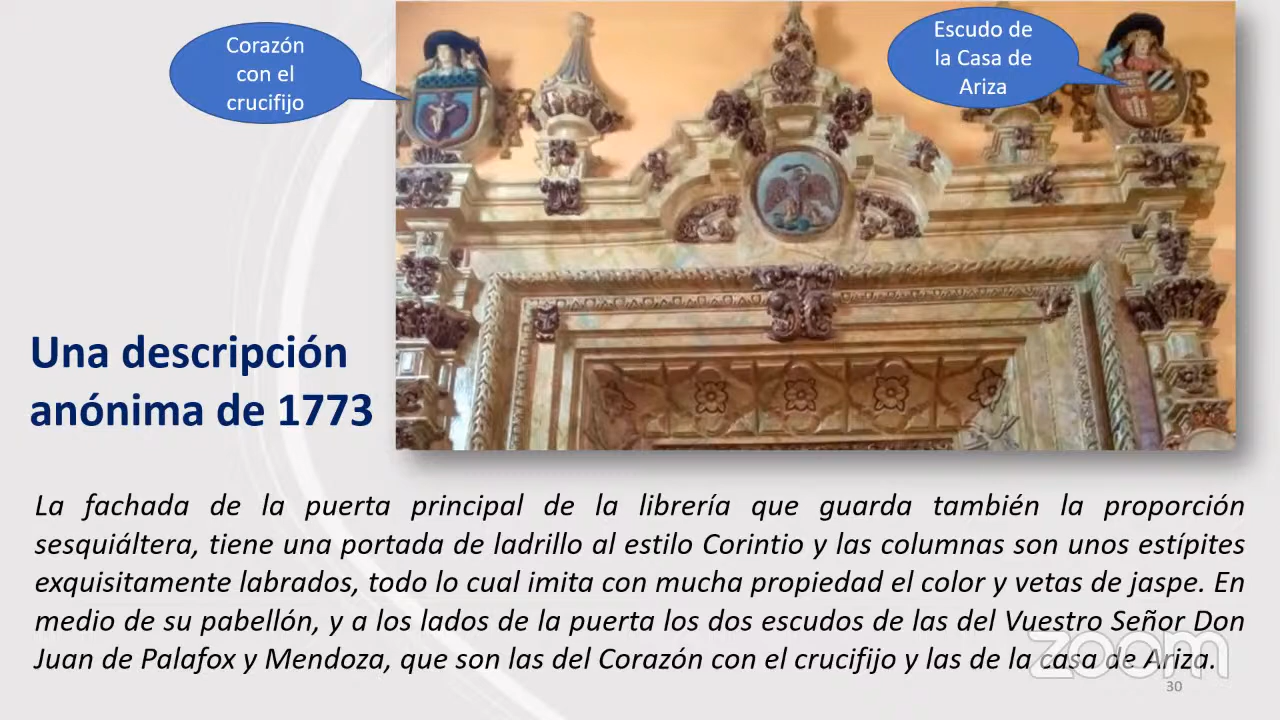 Corazón
con el
crucifijo
Escudo de
la Casa de
Ariza
Una descripción
anónima de 1773
La fachada de la puerta principal de la librería que guarda también la proporción
sesquiáltera, tiene una portada de ladrillo al estilo Corintio y las columnas son unos estípites
exquisitamente labrados, todo lo cual imita con mucha propiedad el color y vetas de jaspe. En
medio de su pabellón, y a los lados de la puerta los dos escudos de las del Vuestro Señor Don
Juan de Palafox y Mendoza, que son las del Corazón con el crucifijo y las de la casa de Ariza.
zoom
30